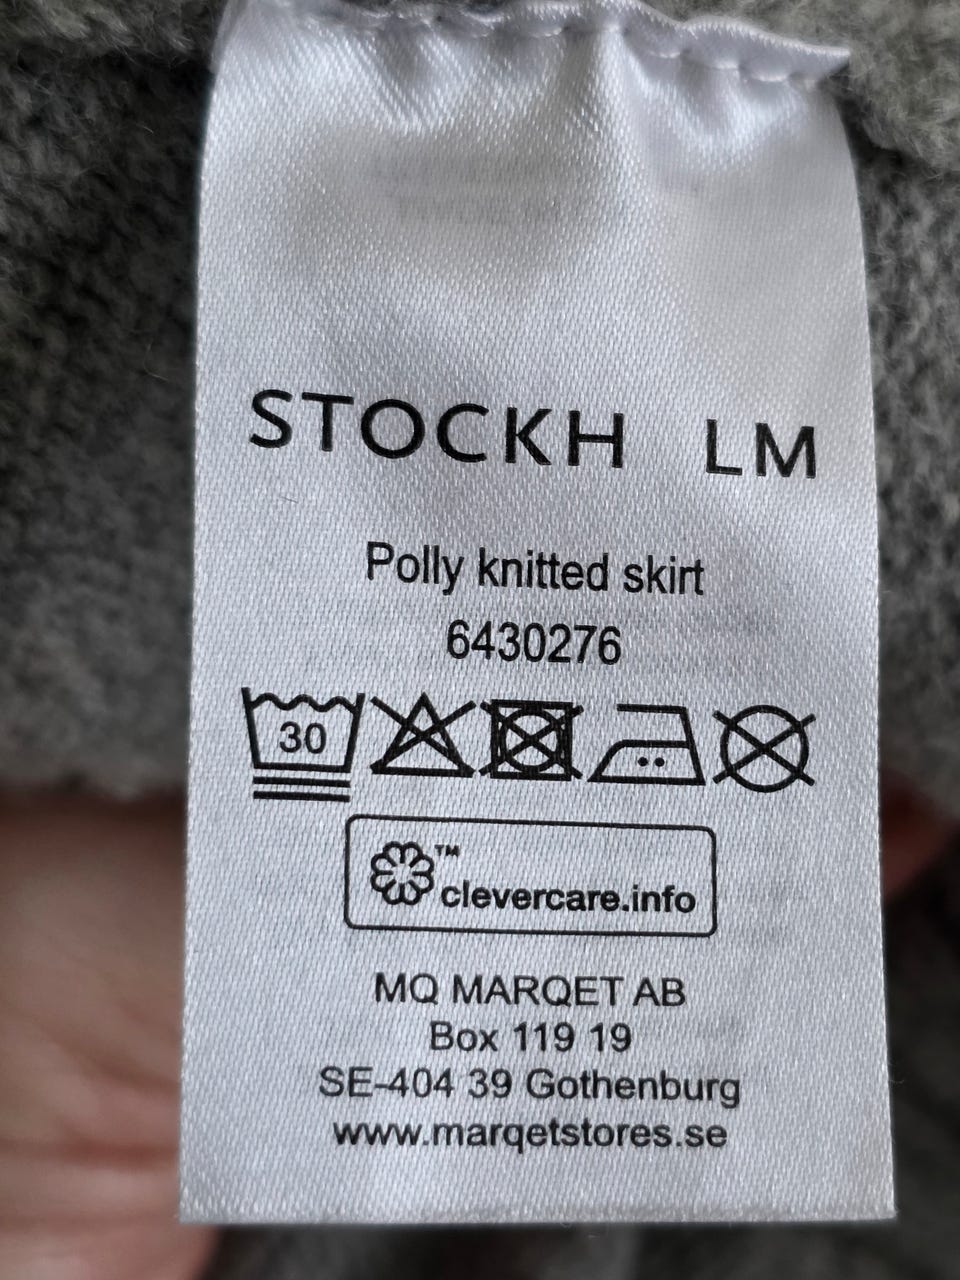 STOCKH LM
Polly knitted skirt
6430276
30
™
clevercare.info
MQ MARQET AB
Box 119 19
SE-404 39 Gothenburg
www.marqetstores.se